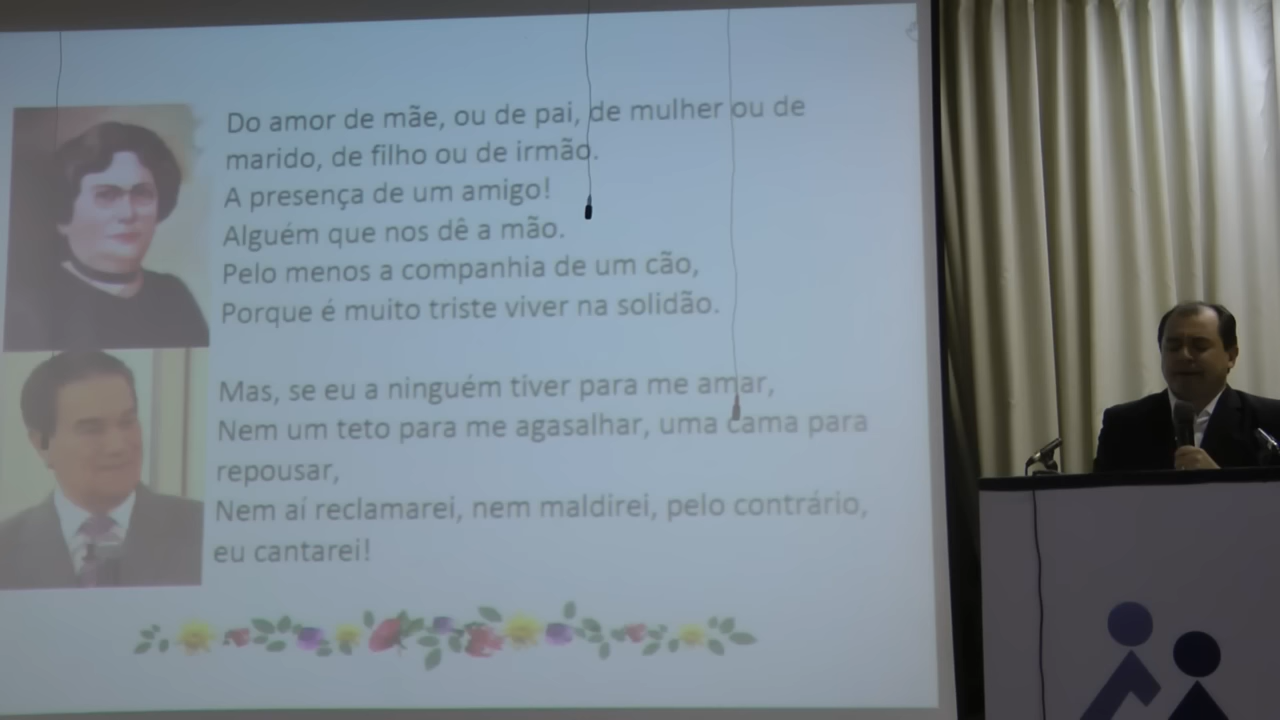 Do amor de mãe, ou de pai, de mulher ou de
marido, de filho ou de irmão.
A presença de um amigo!
Alguém que nos dê a mão.
Pelo menos a companhia de um cão,
Porque é muito triste viver na solidão.
Mas, se eu a ninguém tiver para me amar,
Nem um teto para me agasalhar, uma cama para
repousar,
Nem aí reclamarei, nem maldirei, pelo contrário,
eu cantarei!